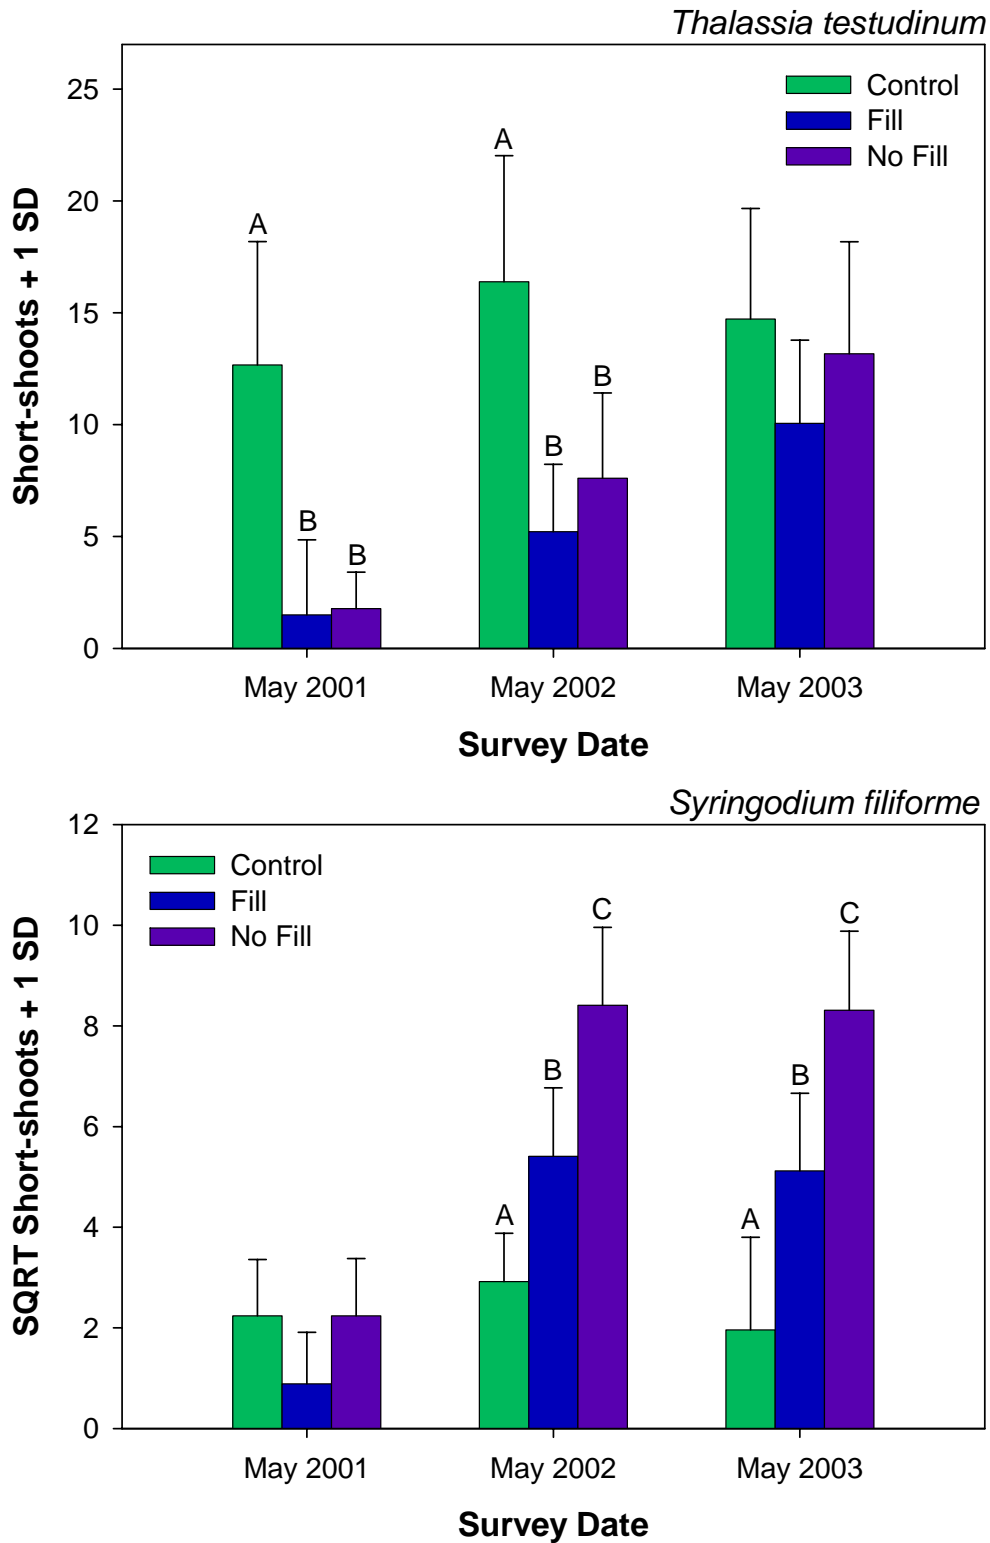 Thalassia testudinum
25
20
15
10
5
0
Short-shoots + 1 SD
Control
Fill
No Fill
A
B
B
A
B
B
May 2001
May 2002
May 2003
Survey Date
Syringodium filiforme
12
10
8
6
4
2
0
SQRT Short-shoots + 1 SD
Control
Fill
No Fill
A
B
C
A
B
C
May 2001
May 2002
May 2003
Survey Date